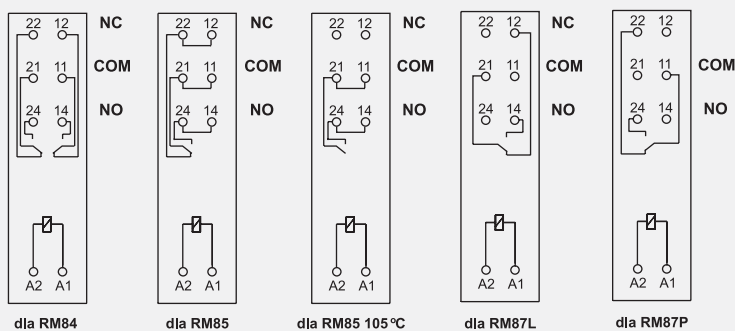 22 12 NC
21 11 COM
24 14 NO
A2 A1
dla RM84
22 12 NC
21 11 COM
24 14 NO
A2 A1
dla RM85
22 12
21 11
24 14
A2 A1
dla RM85 105°C
22 12 NC
21 11 COM
24 14 NO
A2 A1
dla RM87L
22 12
21 11 COM
24 14 NO
A2 A1
dla RM87P